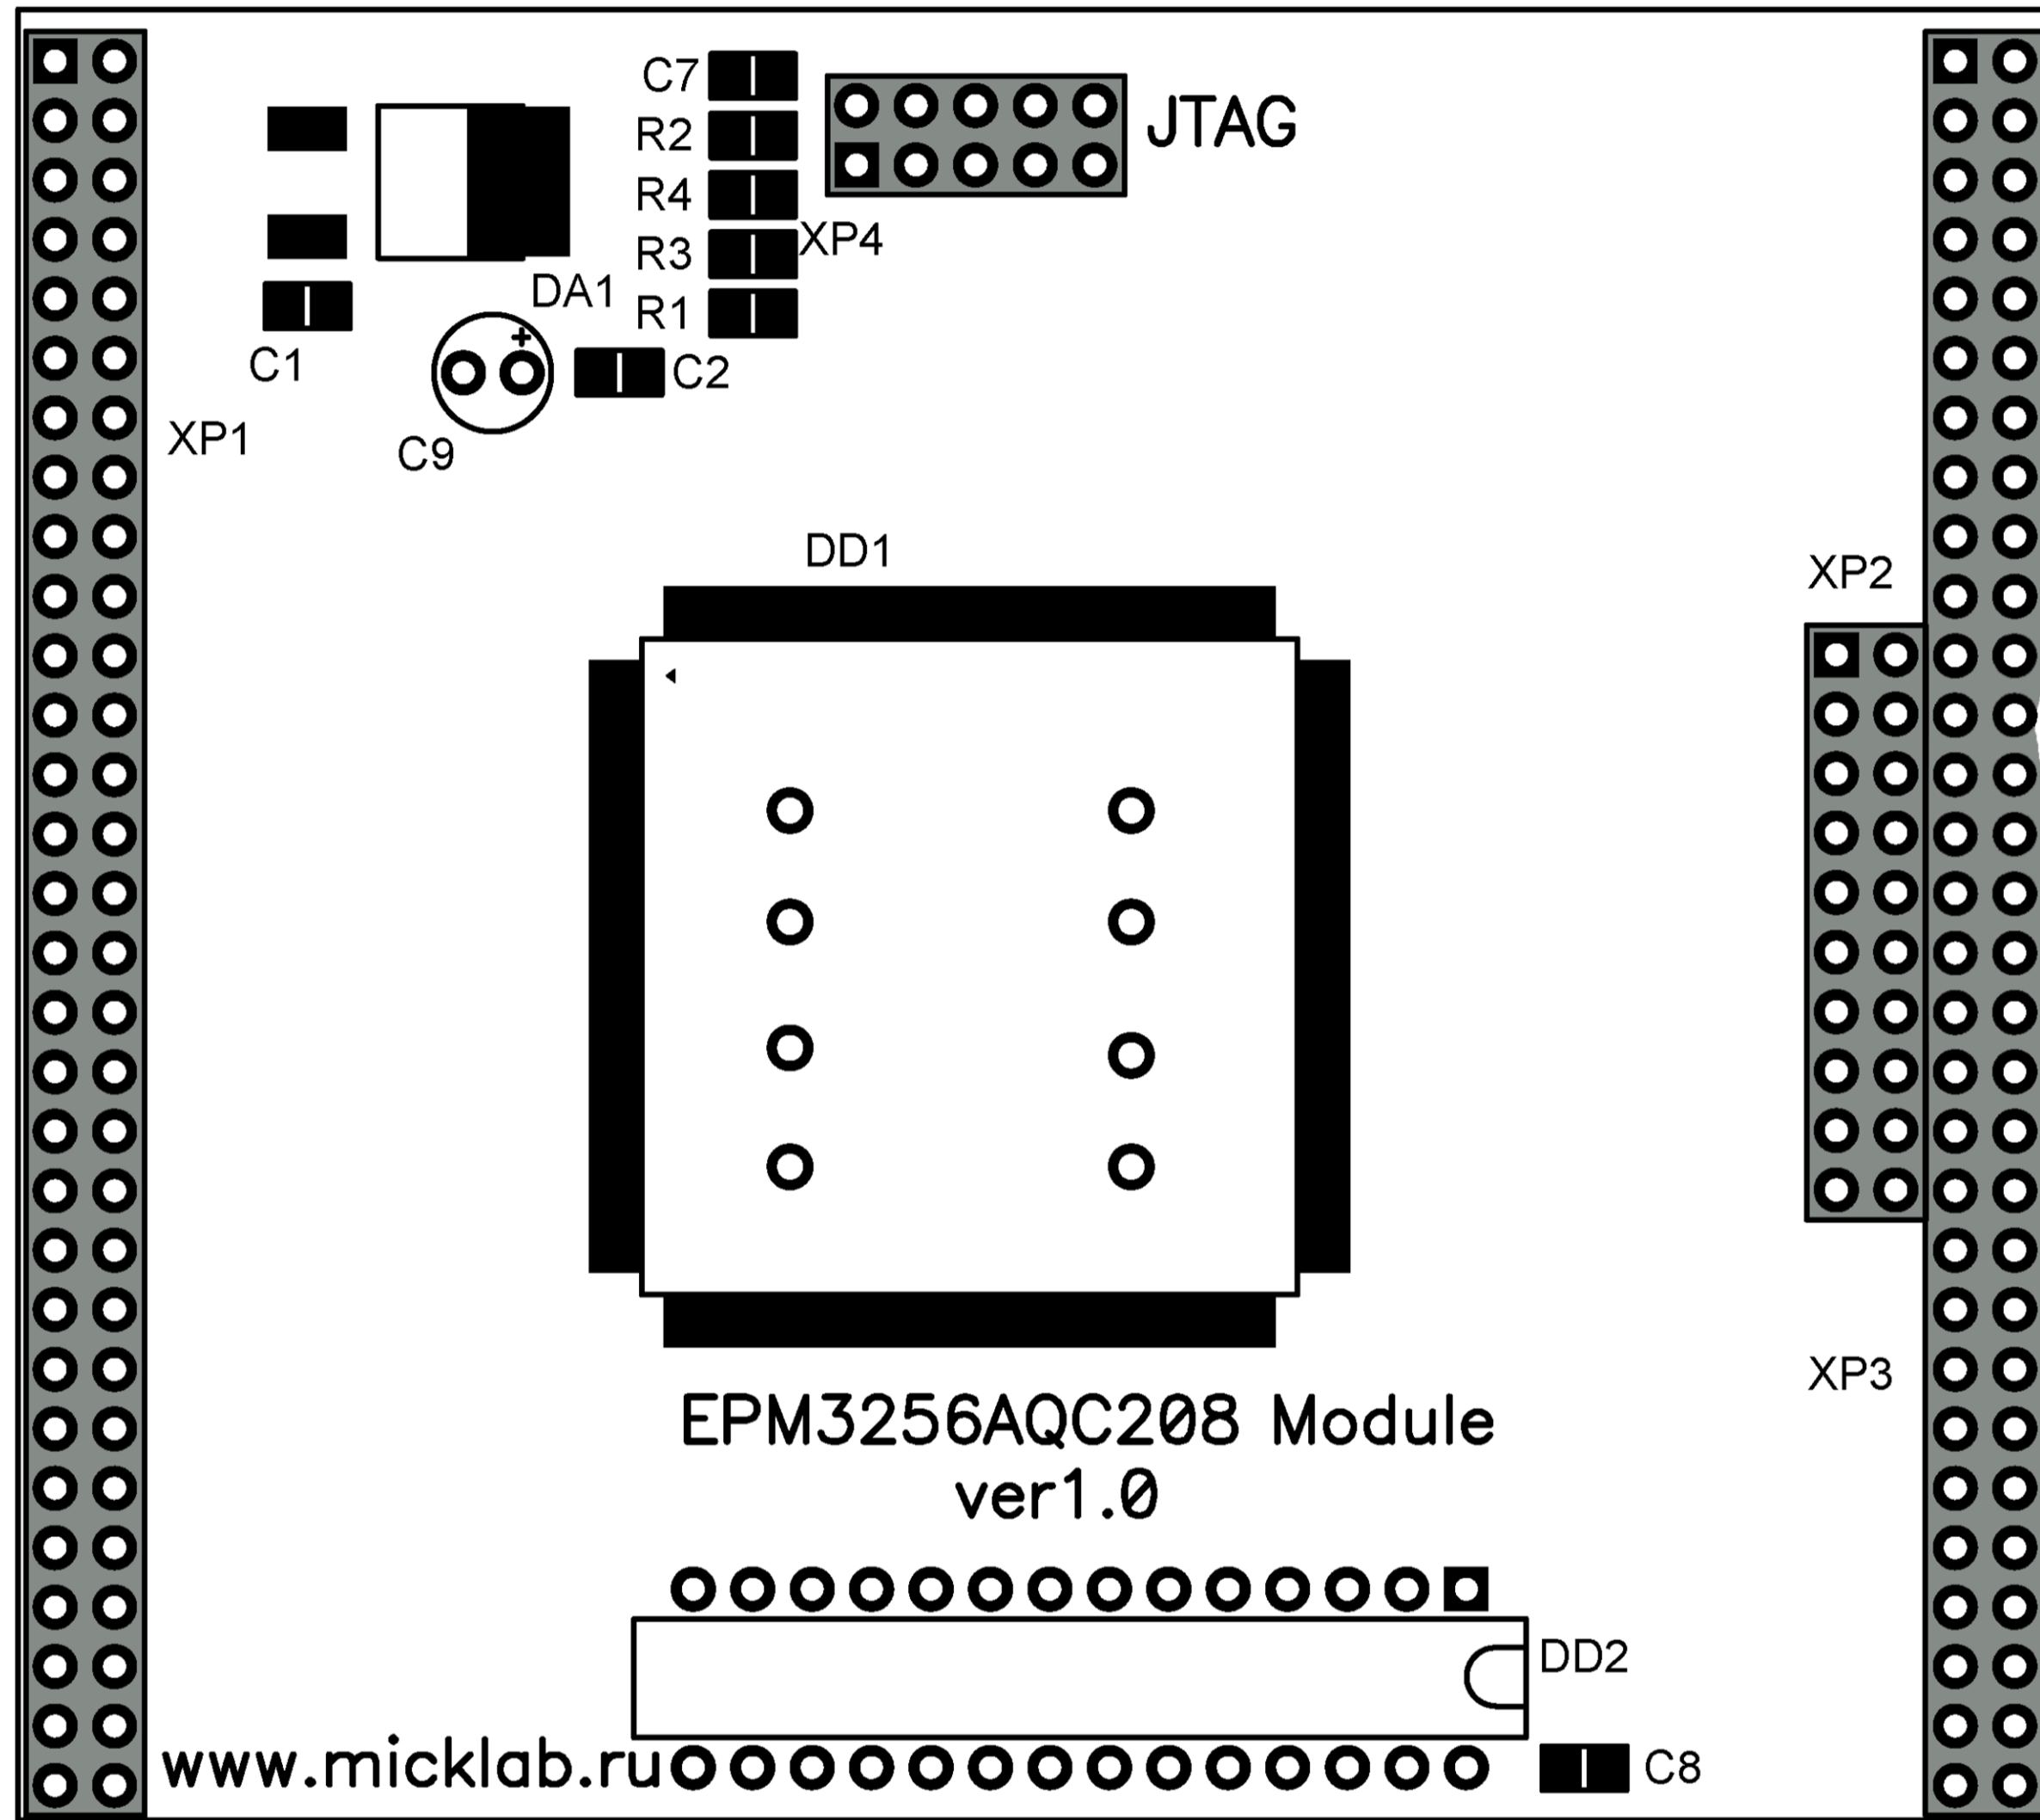 C7
R2
JTAG
R4
XP4
R3
DA1
R1
C1
C2
XP1
C9
DD1
XP2
XP3
EPM3256AQC208 Module
ver1.0
DD2
www.micklab.ru
C8